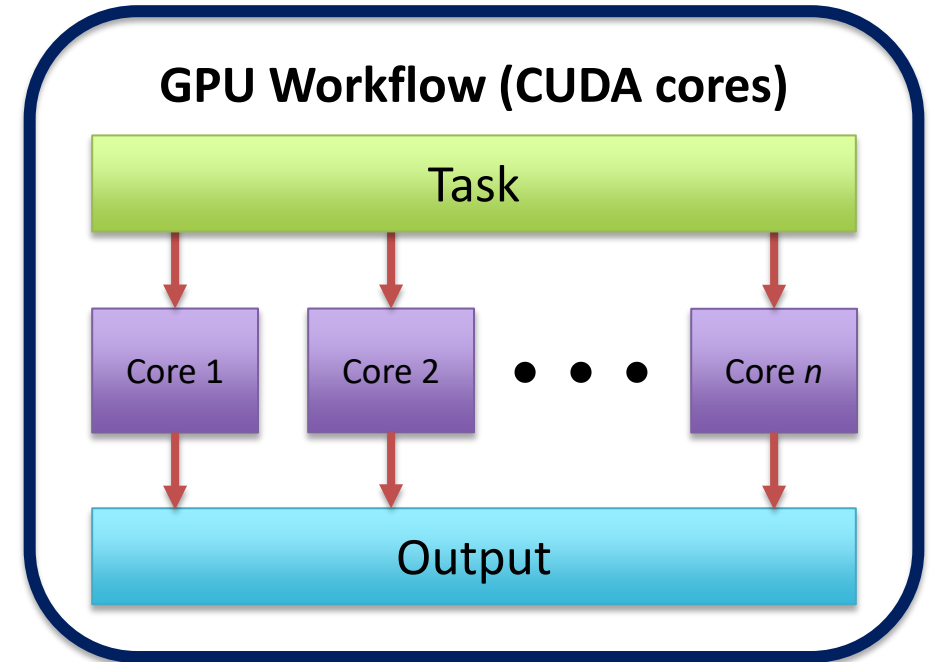 GPU Workflow (CUDA cores)
Task
Core 1
Core 2
Core n
Output